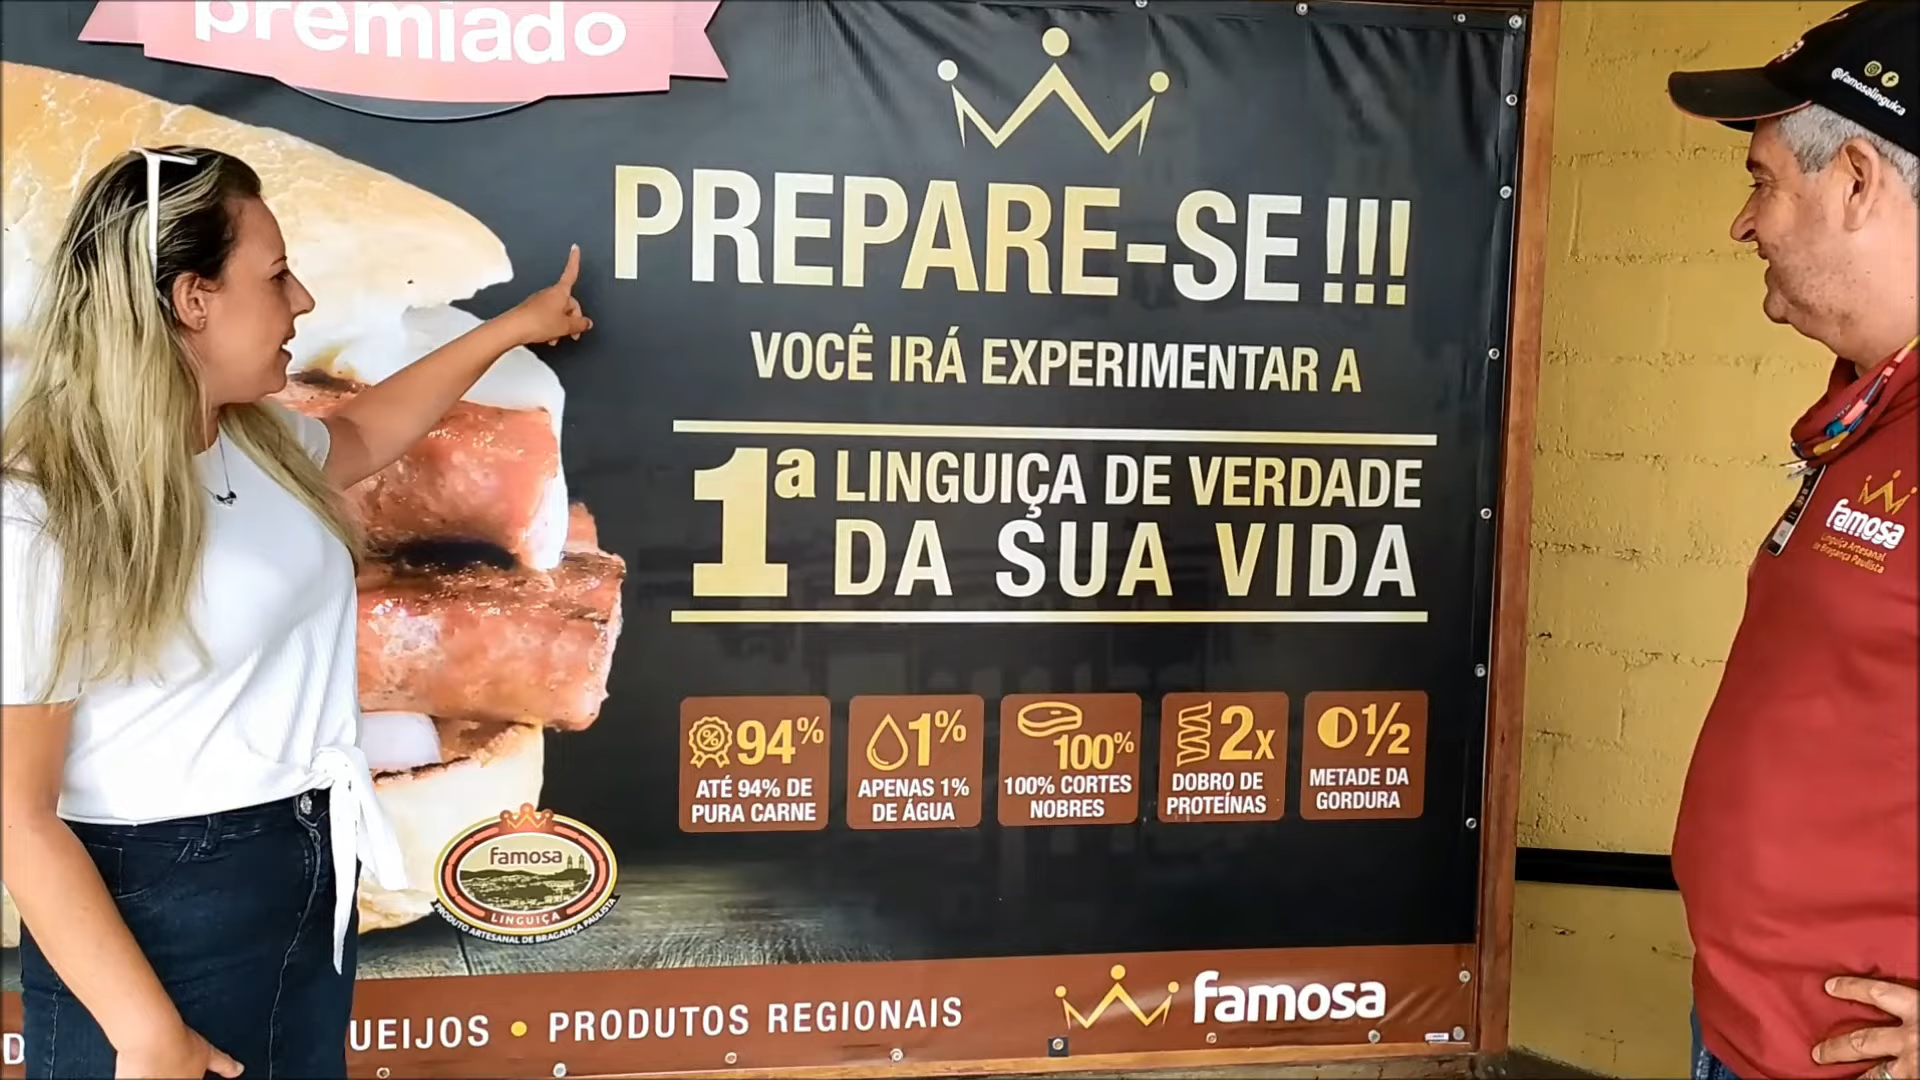 premiado
@famosalinguica
PREPARE-SE!!!
VOCÊ IRÁ EXPERIMENTAR A
1ª LINGUIÇA DE VERDADE
DA SUA VIDA
famosa
Linguiça Artesanal
de Bragança Paulista
94%
ATÉ 94% DE
PURA CARNE
1%
APENAS 1%
DE ÁGUA
100%
100% CORTES
NOBRES
2x
DOBRO DE
PROTEÍNAS
½
METADE DA
GORDURA
famosa
LINGUIÇA
PRODUTO ARTESANAL DE BRAGANÇA PAULISTA
D
UEIJOS • PRODUTOS REGIONAIS
famosa